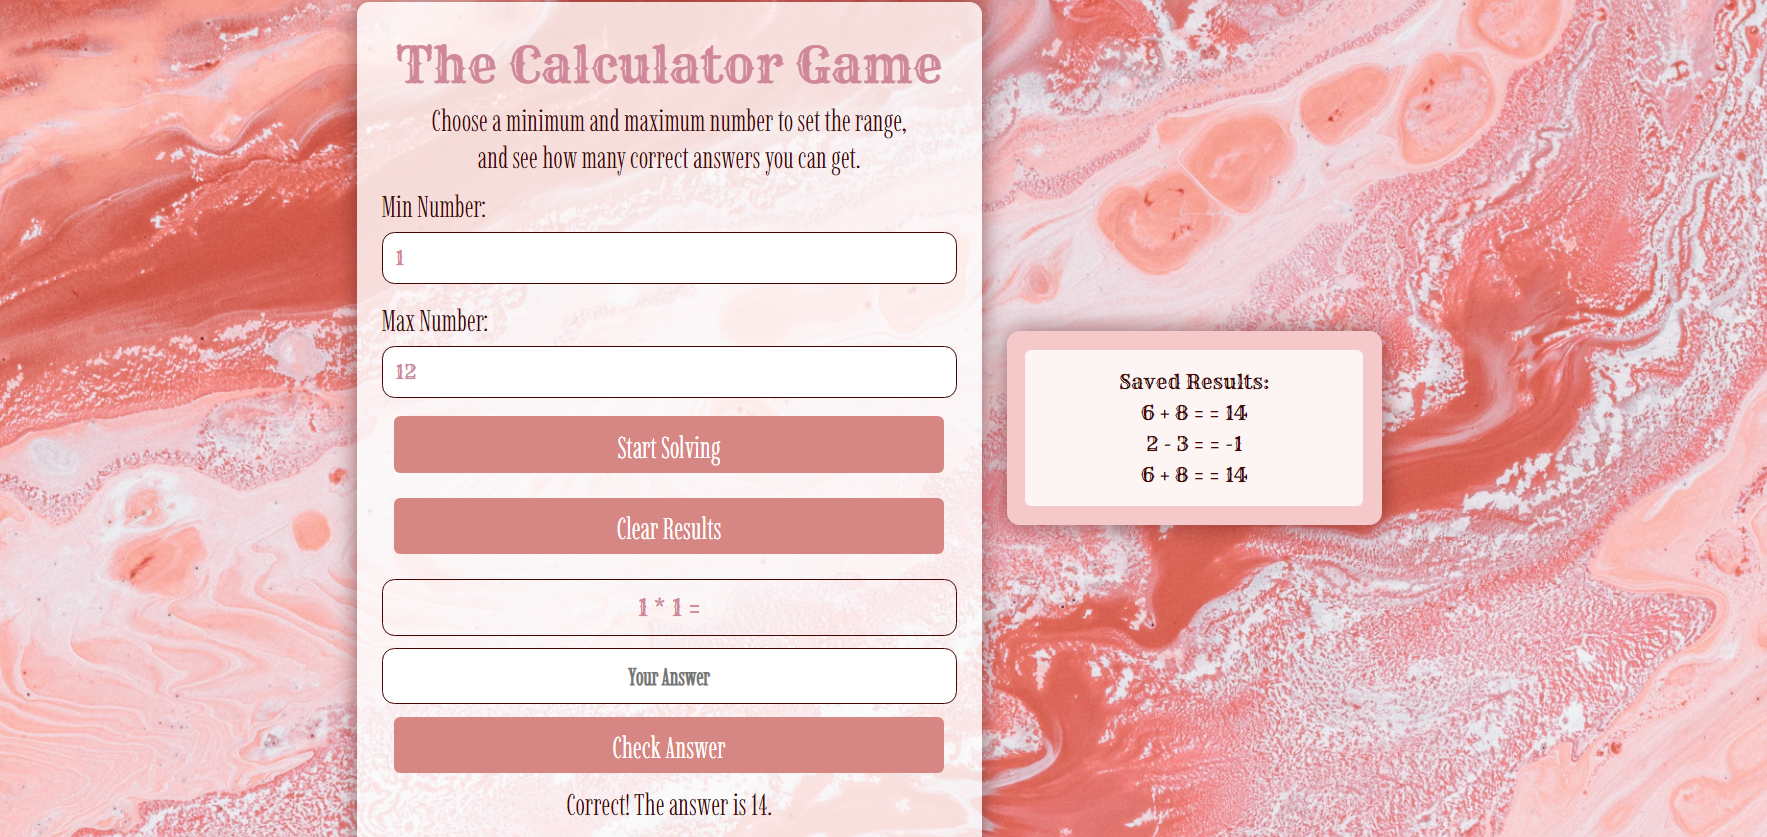 The Calculator Game
Choose a minimum and maximum number to set the range,
and see how many correct answers you can get.
Min Number:
1
Max Number:
12
Start Solving
Clear Results
1 * 1 =
Your Answer
Check Answer
Correct! The answer is 14.
Saved Results:
6 + 8 = = 14
2 - 3 = = -1
6 + 8 = = 14